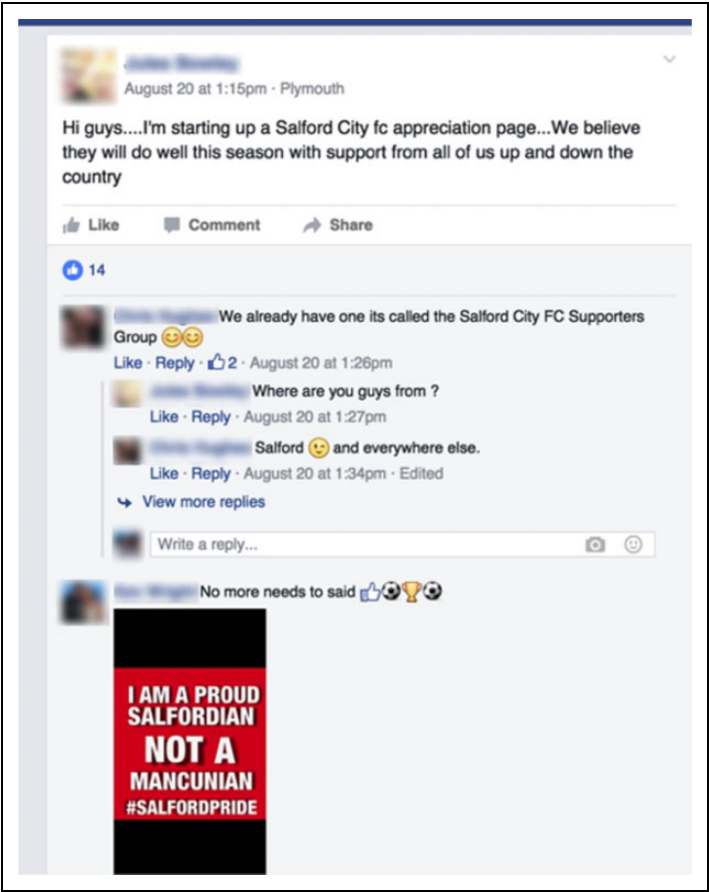 August 20 at 1:15pm · Plymouth
Hi guys....I'm starting up a Salford City fc appreciation page...We believe
they will do well this season with support from all of us up and down the
country
Like Comment Share
14
We already have one its called the Salford City FC Supporters
Group 😊😊
Like · Reply · 👍 2 · August 20 at 1:26pm
Where are you guys from ?
Like · Reply · August 20 at 1:27pm
Salford 😉 and everywhere else.
Like · Reply · August 20 at 1:34pm · Edited
View more replies
Write a reply...
No more needs to said 👍⚽🏆⚽
I AM A PROUD
SALFORDIAN
NOT A
MANCUNIAN
#SALFORDPRIDE